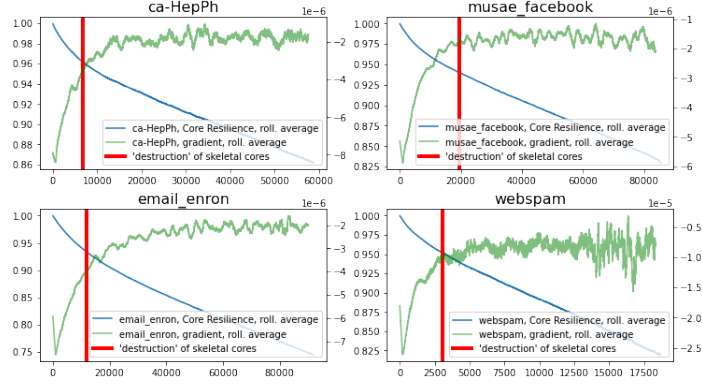 ca-HepPh
1e-6
1.00
0.98
0.96
0.94
0.92
0.90
0.88
0.86
−2
−3
−4
−5
−6
−7
−8
ca-HepPh, Core Resilience, roll. average
ca-HepPh, gradient, roll. average
'destruction' of skeletal cores
0 10000 20000 30000 40000 50000 60000
musae_facebook
1e-6
1.000
0.975
0.950
0.925
0.900
0.875
0.850
0.825
−1
−2
−3
−4
−5
−6
musae_facebook, Core Resilience, roll. average
musae_facebook, gradient, roll. average
'destruction' of skeletal cores
0 20000 40000 60000 80000
email_enron
1e-6
1.00
0.95
0.90
0.85
0.80
0.75
−2
−3
−4
−5
−6
−7
email_enron, Core Resilience, roll. average
email_enron, gradient, roll. average
'destruction' of skeletal cores
0 20000 40000 60000 80000
webspam
1e-5
1.000
0.975
0.950
0.925
0.900
0.875
0.850
0.825
−0.5
−1.0
−1.5
−2.0
−2.5
webspam, Core Resilience, roll. average
webspam, gradient, roll. average
'destruction' of skeletal cores
0 2500 5000 7500 10000 12500 15000 17500